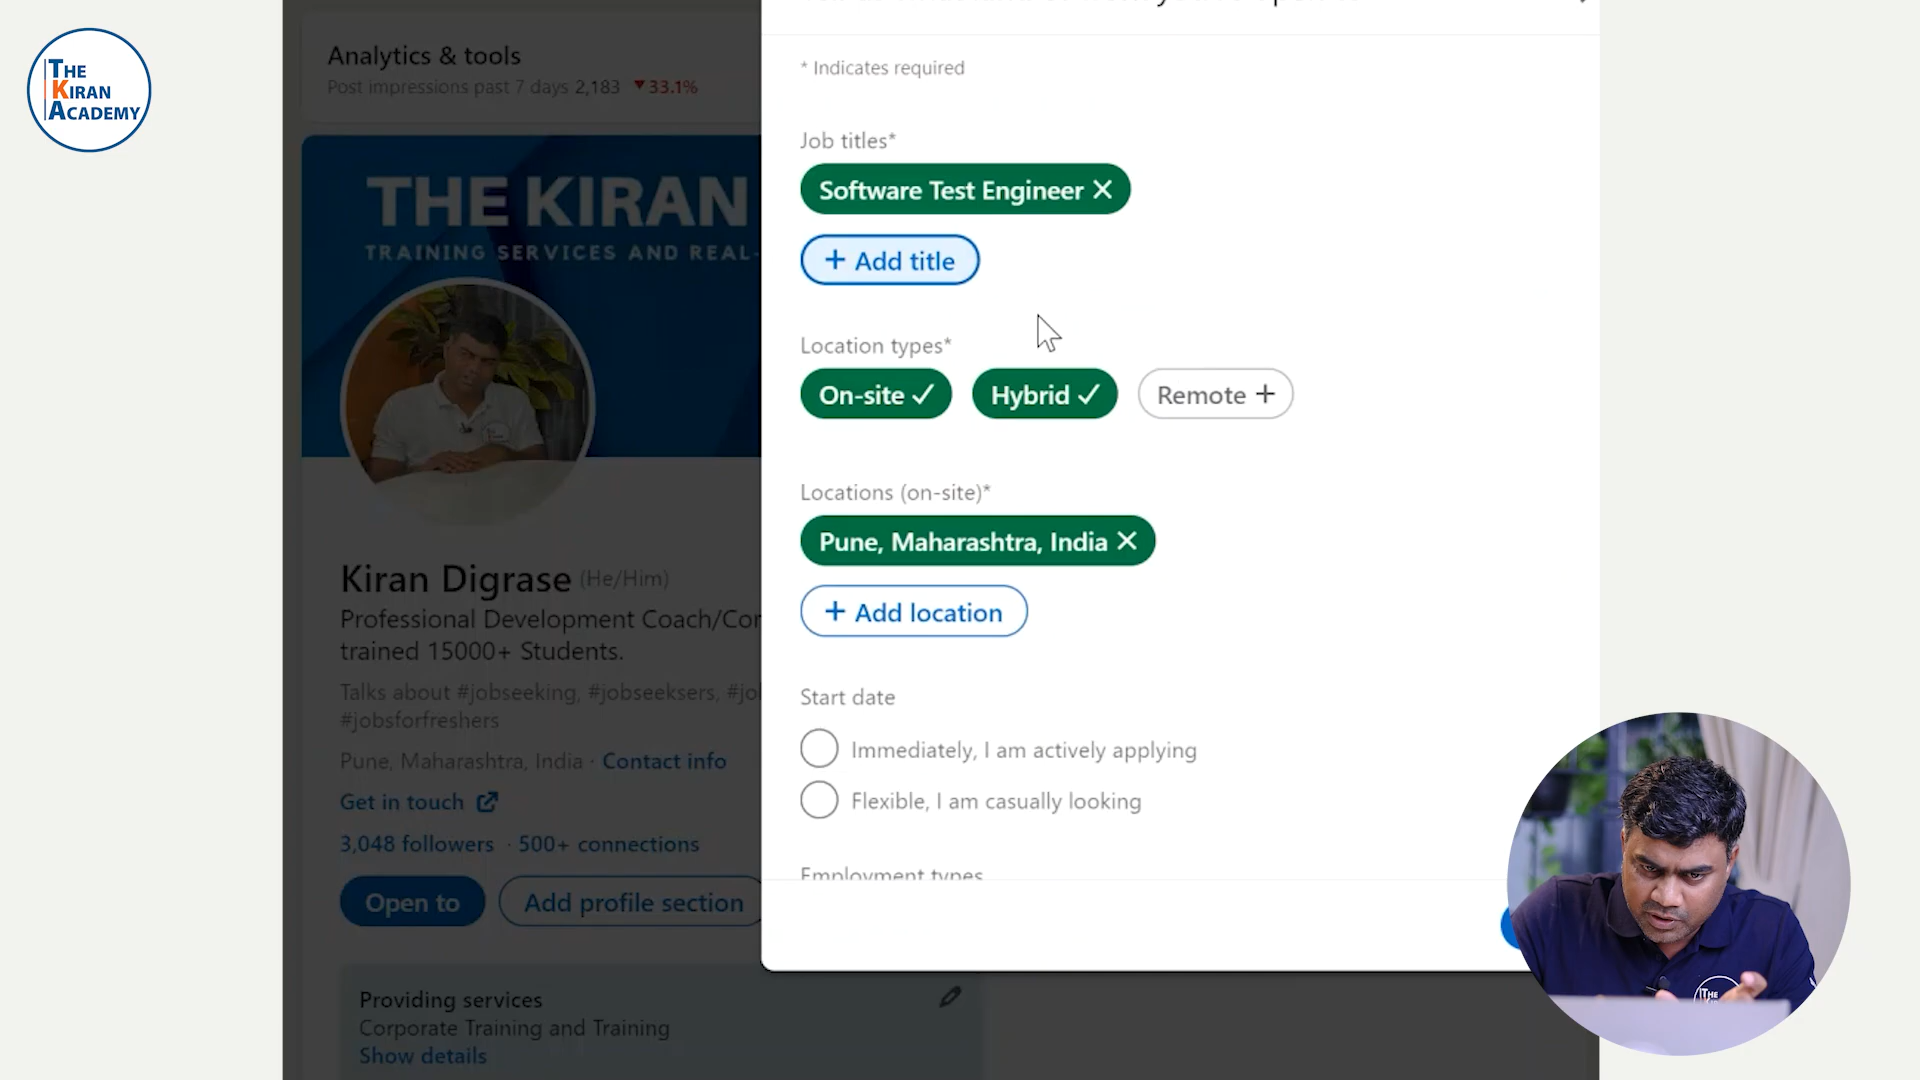 THE
KIRAN
ACADEMY
Analytics & tools
Post impressions past 7 days 2,183 ▼33.1%
THE KIRAN
TRAINING SERVICES AND REAL-
Kiran Digrase (He/Him)
Professional Development Coach/Cor
trained 15000+ Students.
Talks about #jobseeking, #jobseeksers, #jol
#jobsforfreshers
Pune, Maharashtra, India · Contact info
Get in touch
3,048 followers · 500+ connections
Open to
Add profile section
Providing services
Corporate Training and Training
Show details
* Indicates required
Job titles*
Software Test Engineer ✕
+ Add title
Location types*
On-site ✓
Hybrid ✓
Remote +
Locations (on-site)*
Pune, Maharashtra, India ✕
+ Add location
Start date
Immediately, I am actively applying
Flexible, I am casually looking
Employment types
THE